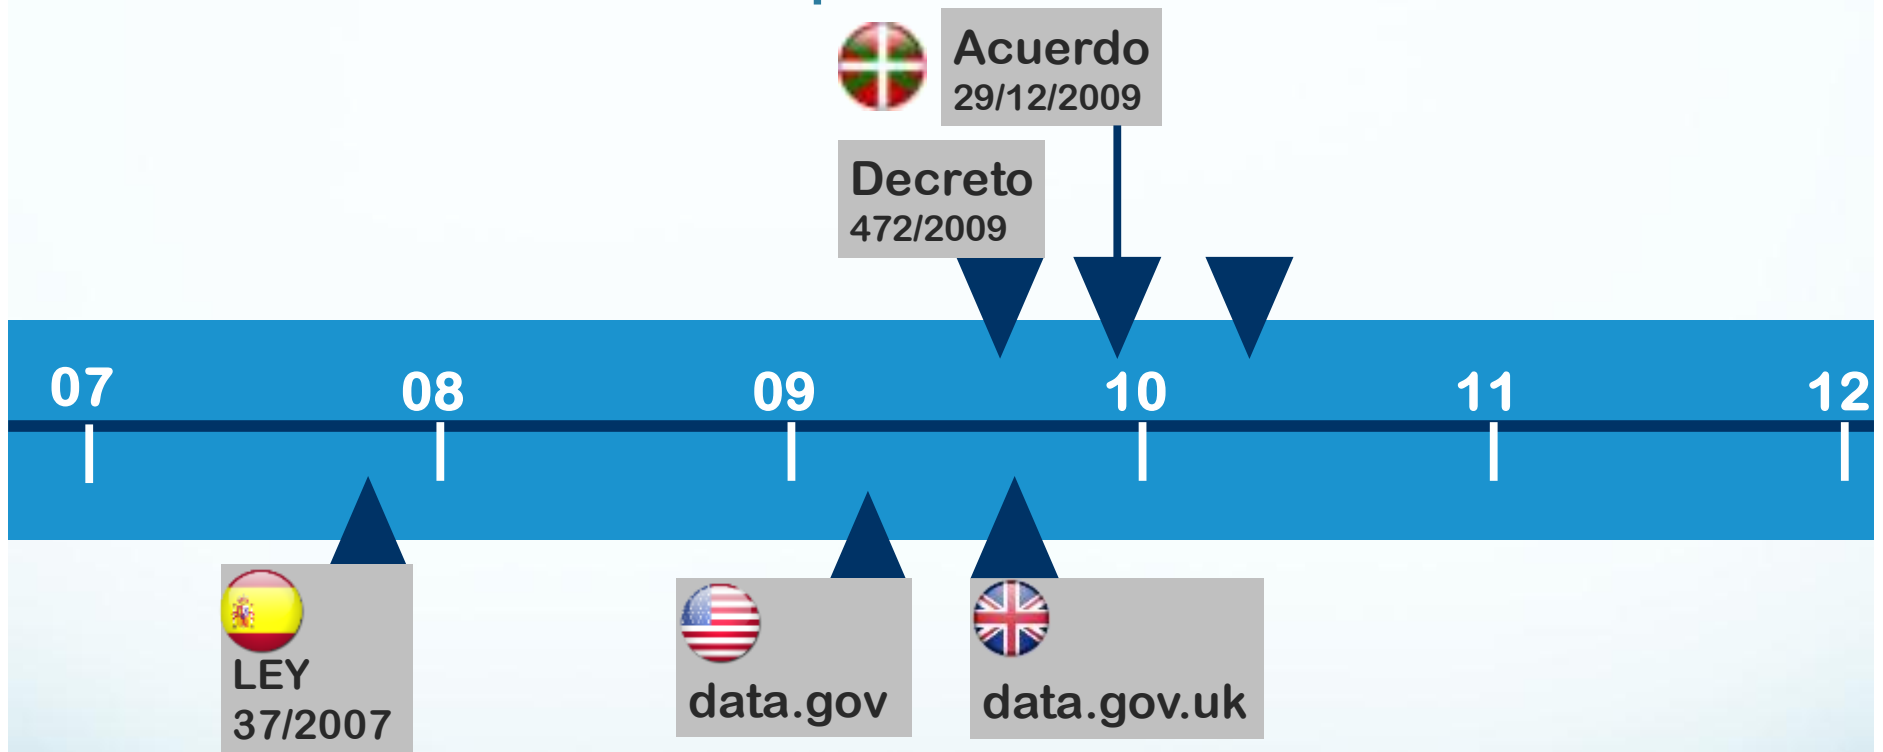 Acuerdo
29/12/2009
Decreto
472/2009
07 08 09 10 11 12
LEY
37/2007
data.gov
data.gov.uk